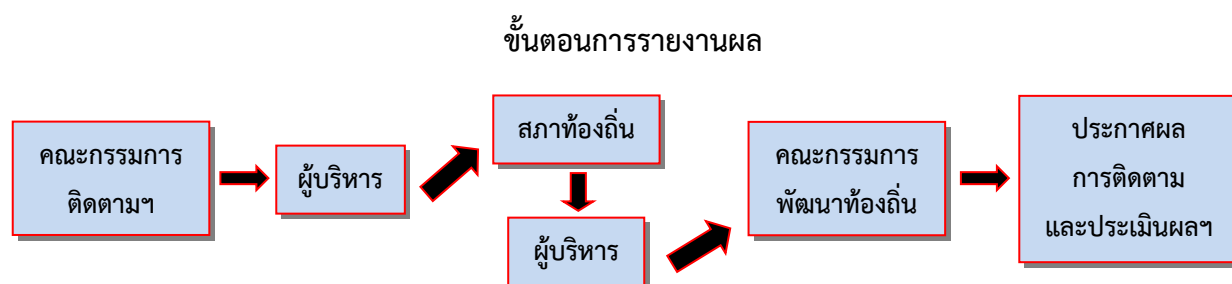 ขั้นตอนการรายงานผล
คณะกรรมการ
ติดตามฯ
ผู้บริหาร
สภาท้องถิ่น
ผู้บริหาร
คณะกรรมการ
พัฒนาท้องถิ่น
ประกาศผล
การติดตาม
และประเมินผลฯ